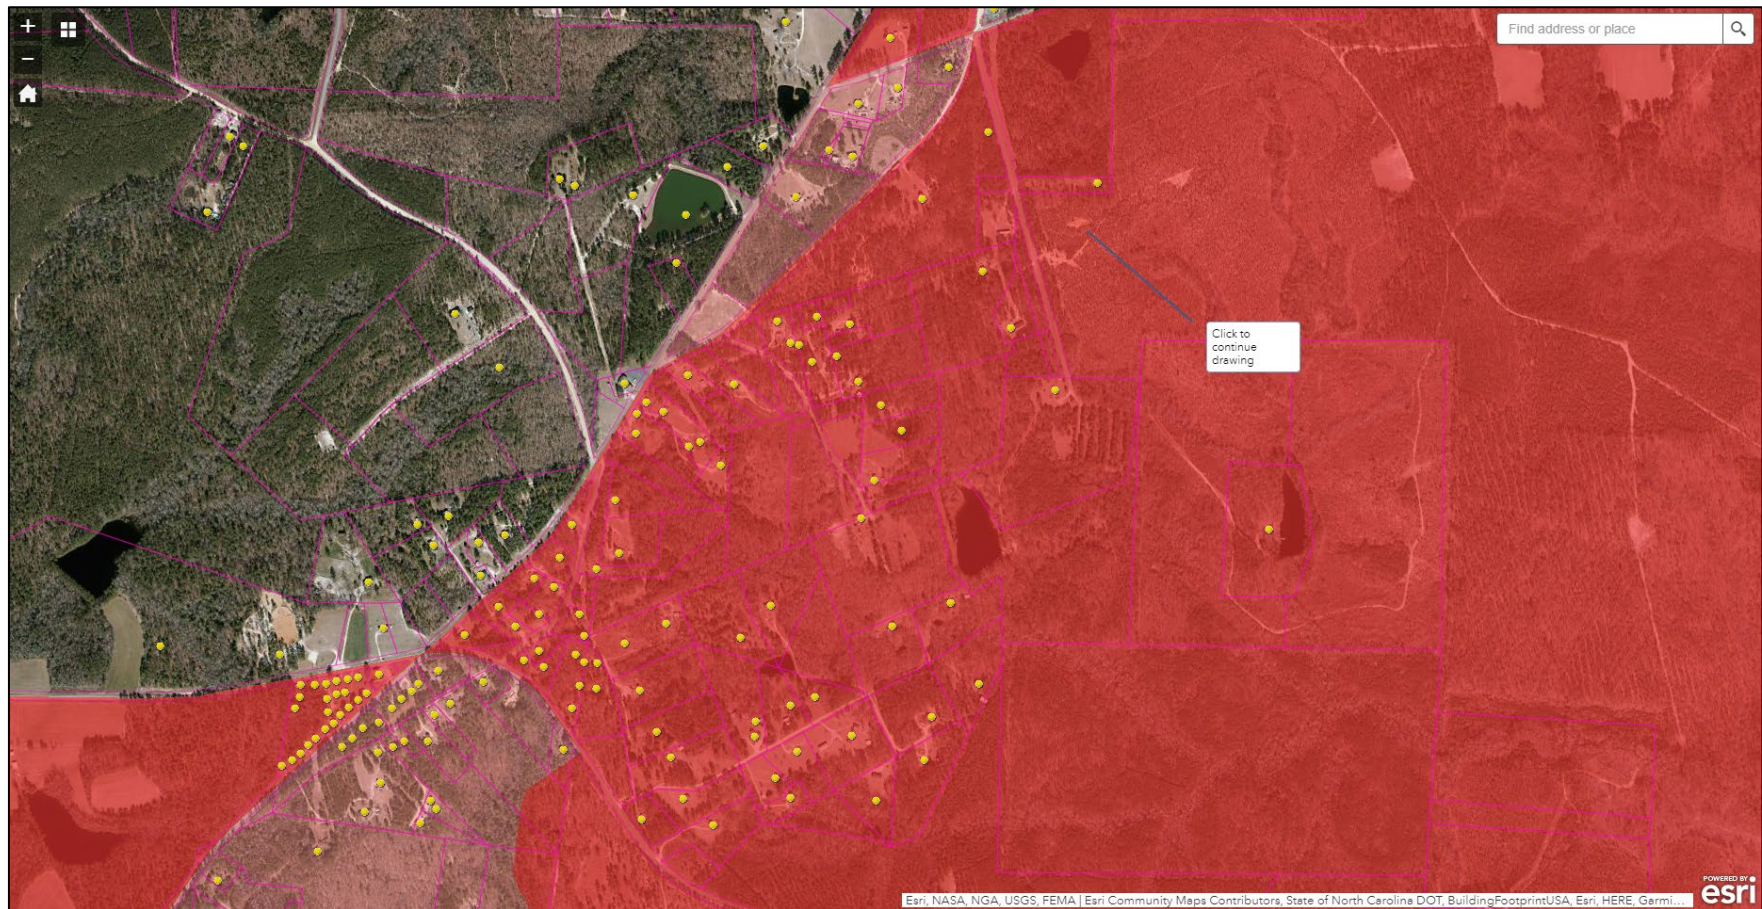 +
−
Find address or place
Click to
continue
drawing
Esri, NASA, NGA, USGS, FEMA | Esri Community Maps Contributors, State of North Carolina DOT, BuildingFootprintUSA, Esri, HERE, Garmi...
POWERED BY
esri